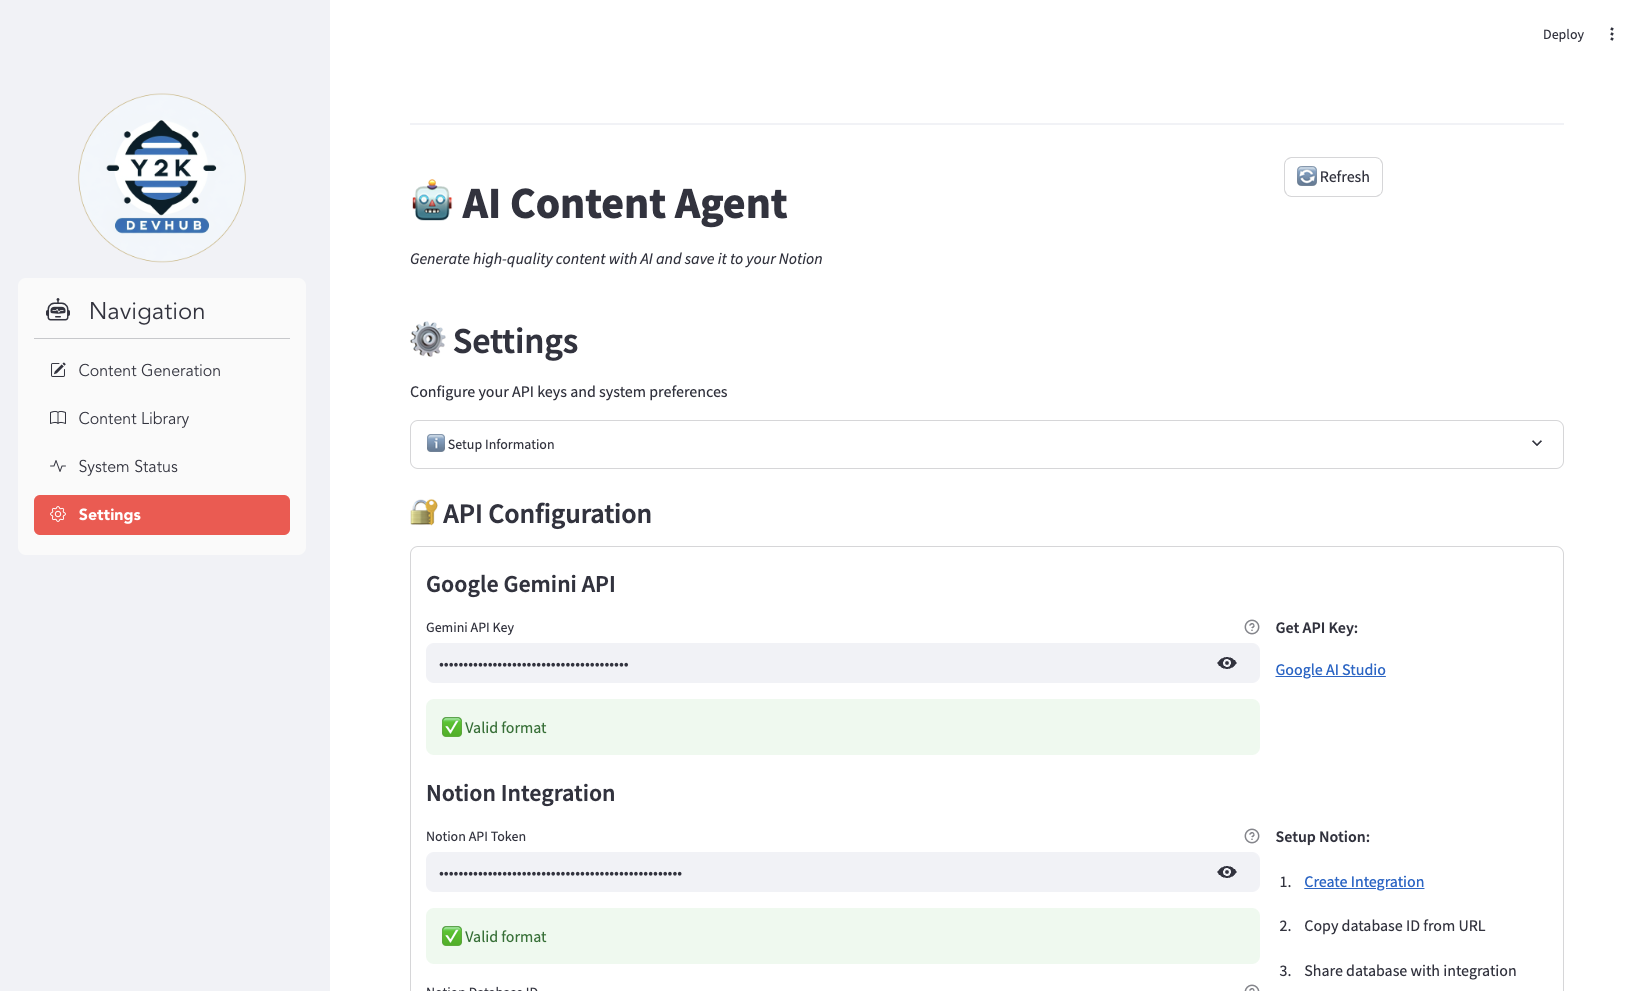 Deploy
Y2K
DEVHUB
Navigation
Content Generation
Content Library
System Status
Settings
AI Content Agent
Refresh
Generate high-quality content with AI and save it to your Notion
Settings
Configure your API keys and system preferences
Setup Information
API Configuration
Google Gemini API
Gemini API Key
Get API Key:
•••••••••••••••••••••••••••••••••••••••
Google AI Studio
Valid format
Notion Integration
Notion API Token
Setup Notion:
••••••••••••••••••••••••••••••••••••••••••••••••••
1. Create Integration
2. Copy database ID from URL
Valid format
3. Share database with integration
Notion Database ID